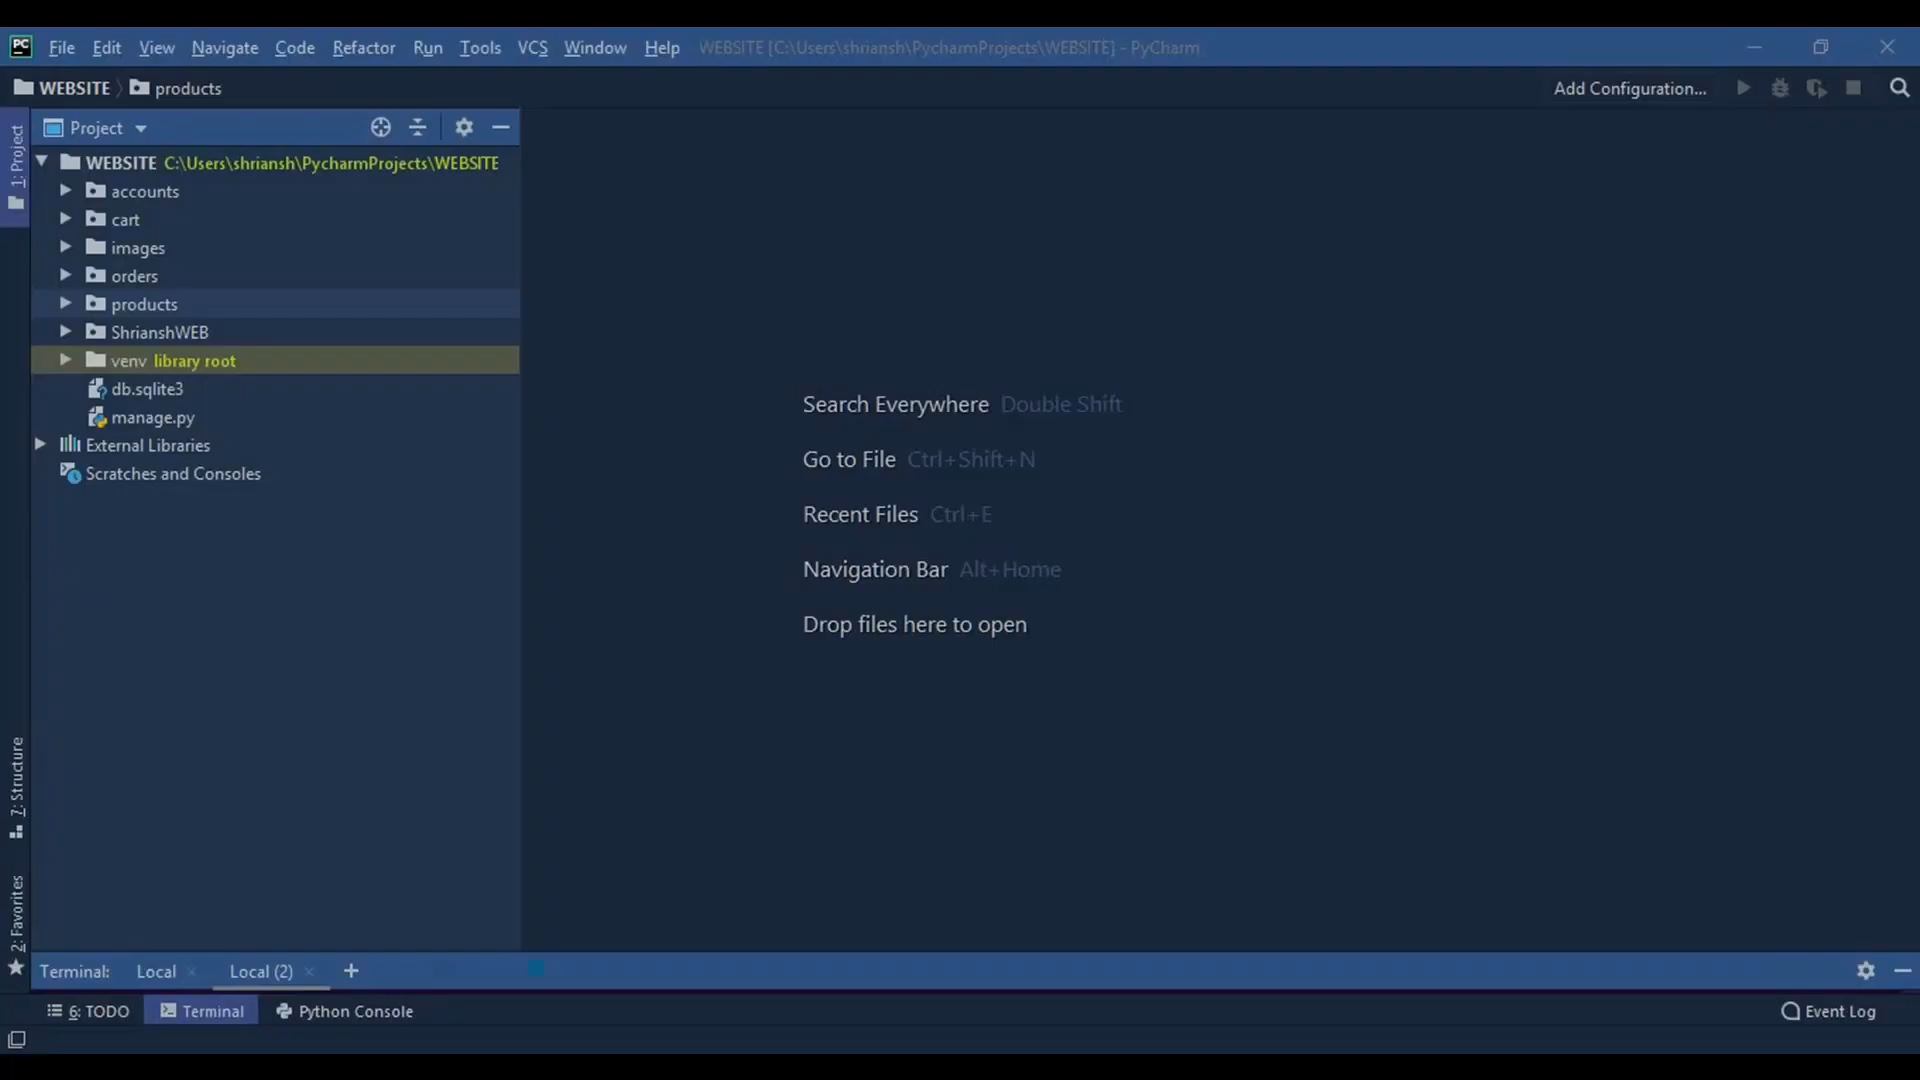 PC File Edit View Navigate Code Refactor Run Tools VCS Window Help WEBSITE [C:\Users\shriansh\PycharmProjects\WEBSITE] - PyCharm
WEBSITE products Add Configuration...
1: Project
Project
WEBSITE C:\Users\shriansh\PycharmProjects\WEBSITE
accounts
cart
images
orders
products
ShrianshWEB
venv library root
db.sqlite3
manage.py
External Libraries
Scratches and Consoles
Search Everywhere Double Shift
Go to File Ctrl+Shift+N
Recent Files Ctrl+E
Navigation Bar Alt+Home
Drop files here to open
7: Structure
2: Favorites
Terminal: Local Local (2)
6: TODO Terminal Python Console Event Log